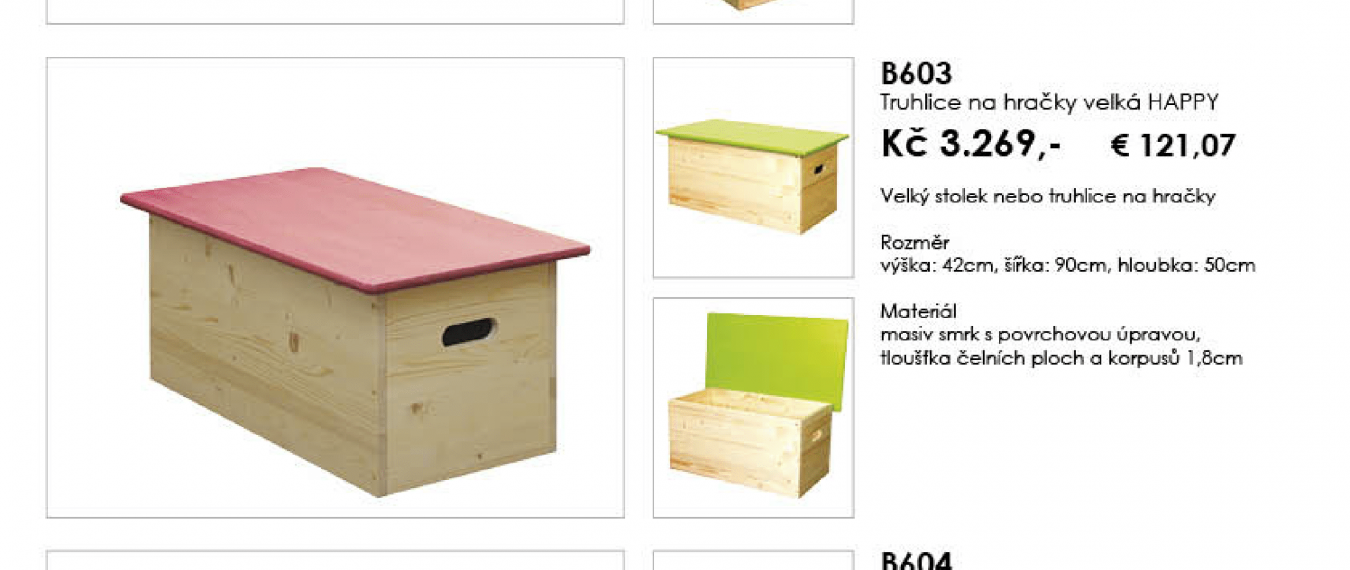 B603
Truhlice na hračky velká HAPPY
Kč 3.269,- € 121,07
Velký stolek nebo truhlice na hračky
Rozměr
výška: 42cm, šířka: 90cm, hloubka: 50cm
Materiál
masiv smrk s povrchovou úpravou,
tloušťka čelních ploch a korpusů 1,8cm
B604